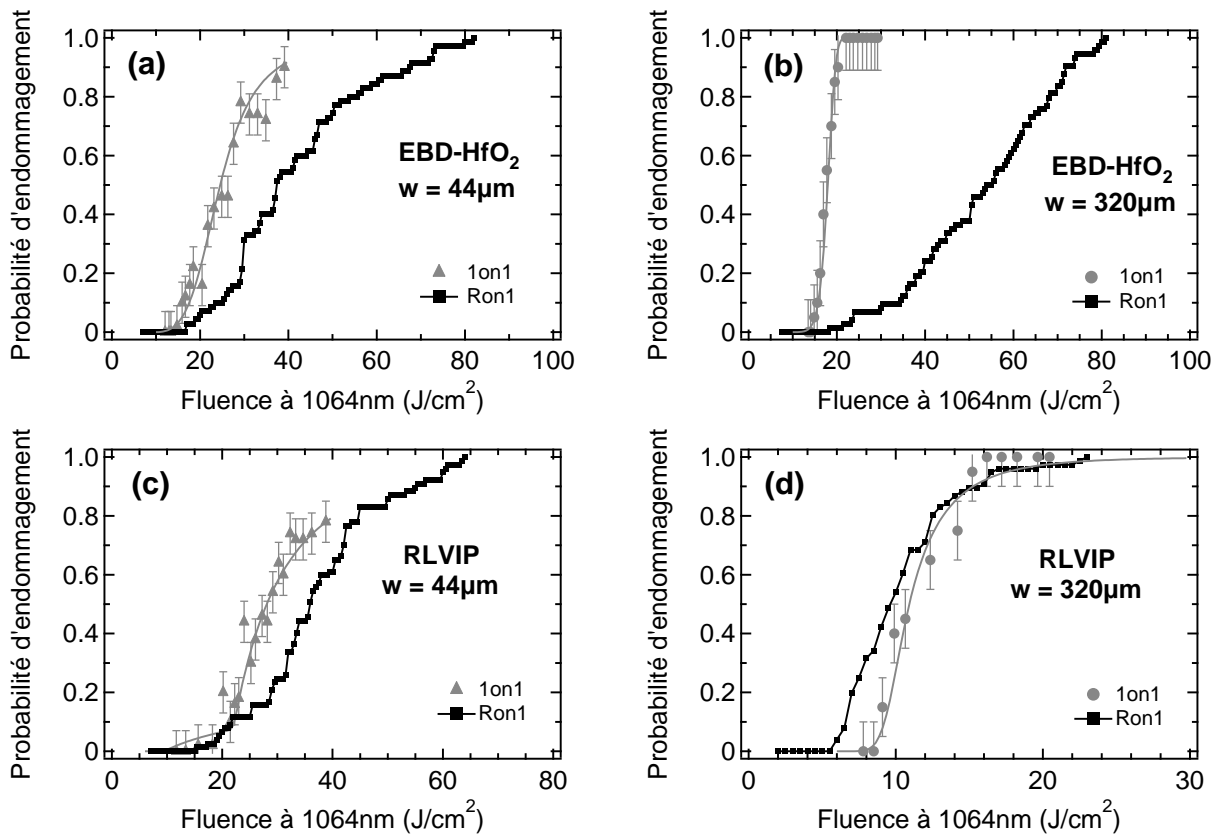 Probabilité d'endommagement
1.0
0.8
0.6
0.4
0.2
0
(a)
EBD-HfO2
w = 44µm
1on1
Ron1
0 20 40 60 80 100
Fluence à 1064nm (J/cm2)
Probabilité d'endommagement
1.0
0.8
0.6
0.4
0.2
0
(b)
EBD-HfO2
w = 320µm
1on1
Ron1
0 20 40 60 80 100
Fluence à 1064nm (J/cm2)
Probabilité d'endommagement
1.0
0.8
0.6
0.4
0.2
0
(c)
RLVIP
w = 44µm
1on1
Ron1
0 20 40 60 80
Fluence à 1064nm (J/cm2)
Probabilité d'endommagement
1.0
0.8
0.6
0.4
0.2
0
(d)
RLVIP
w = 320µm
1on1
Ron1
0 10 20 30
Fluence à 1064nm (J/cm2)